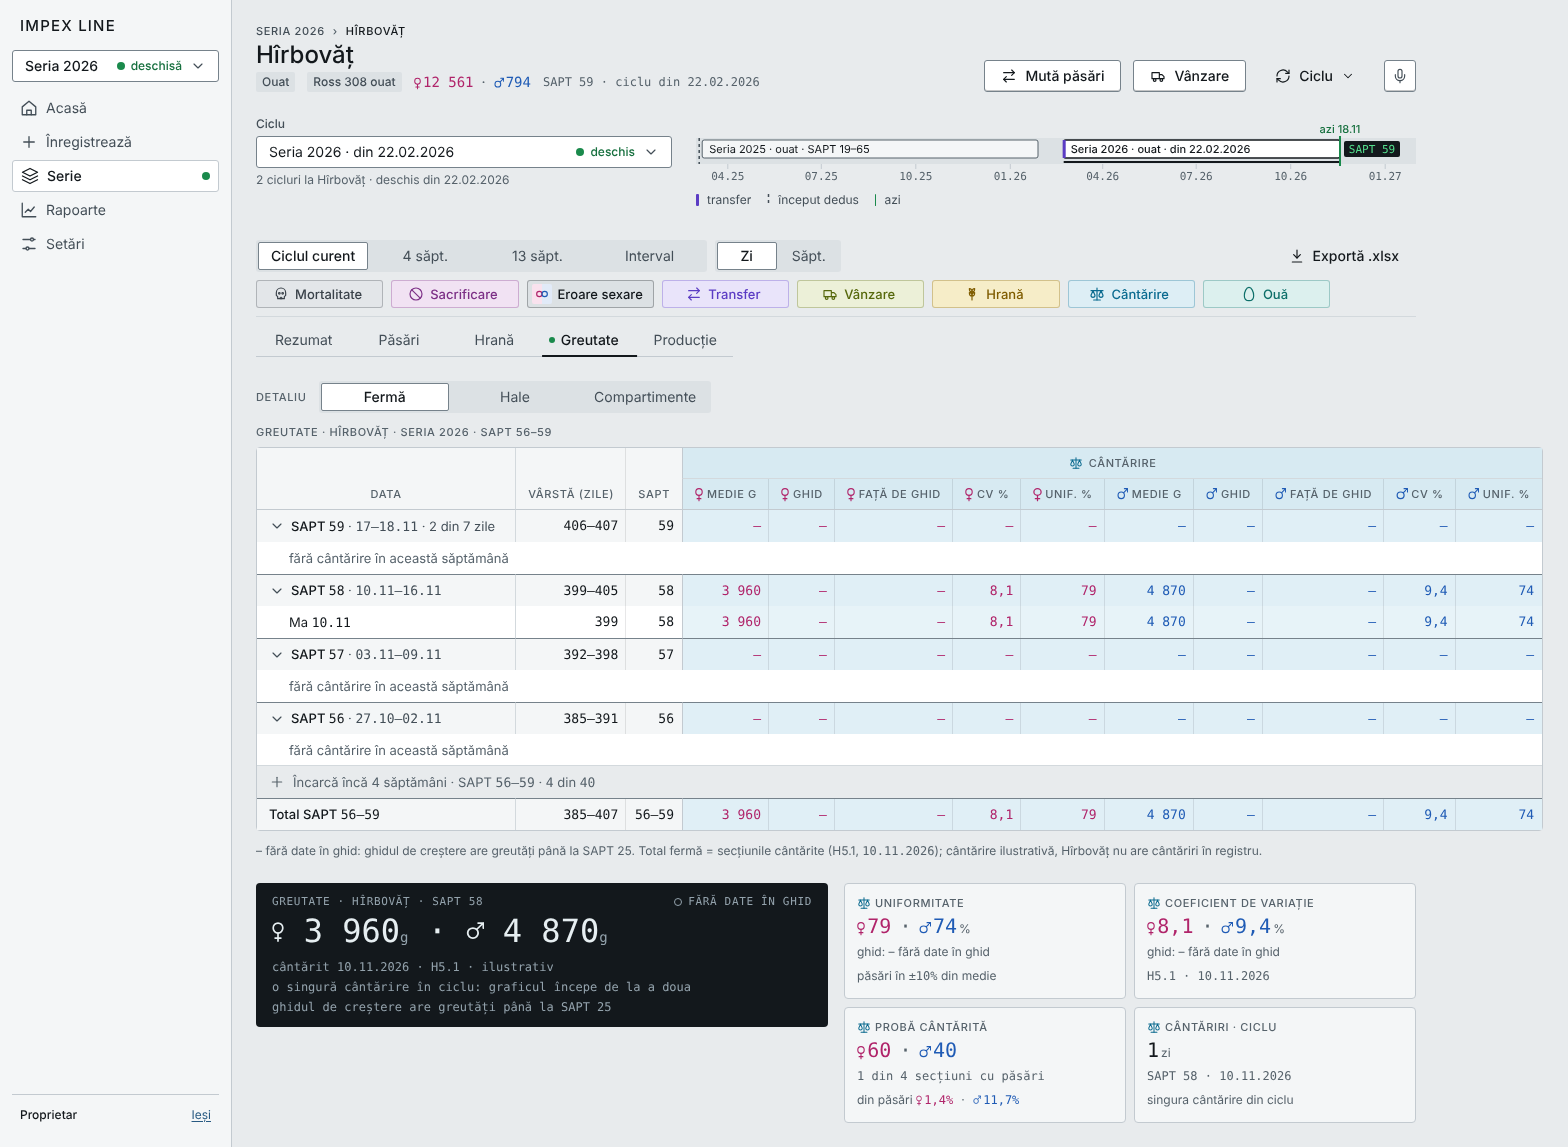 IMPEX LINE
Seria 2026 deschisă
Acasă
Înregistrează
Serie
Rapoarte
Setări
Proprietar Ieși
SERIA 2026 › HÎRBOVĂȚ
Hîrbovăț
Ouat Ross 308 ouat ♀12 561 · ♂794 SAPT 59 · ciclu din 22.02.2026
Mută păsări Vânzare Ciclu
Ciclu
Seria 2026 · din 22.02.2026 deschis
2 cicluri la Hîrbovăț · deschis din 22.02.2026
azi 18.11
Seria 2025 · ouat · SAPT 19–65 Seria 2026 · ouat · din 22.02.2026 SAPT 59
04.25 07.25 10.25 01.26 04.26 07.26 10.26 01.27
transfer început dedus azi
Ciclul curent 4 săpt. 13 săpt. Interval Zi Săpt. Exportă .xlsx
Mortalitate Sacrificare Eroare sexare Transfer Vânzare Hrană Cântărire Ouă
Rezumat Păsări Hrană Greutate Producție
DETALIU Fermă Hale Compartimente
GREUTATE · HÎRBOVĂȚ · SERIA 2026 · SAPT 56–59
CÂNTĂRIRE
DATA VÂRSTĂ (ZILE) SAPT ♀ MEDIE G ♀ GHID ♀ FAȚĂ DE GHID ♀ CV % ♀ UNIF. % ♂ MEDIE G ♂ GHID ♂ FAȚĂ DE GHID ♂ CV % ♂ UNIF. %
SAPT 59 · 17–18.11 · 2 din 7 zile 406–407 59 – – – – – – – – – –
fără cântărire în această săptămână
SAPT 58 · 10.11–16.11 399–405 58 3 960 – – 8,1 79 4 870 – – 9,4 74
Ma 10.11 399 58 3 960 – – 8,1 79 4 870 – – 9,4 74
SAPT 57 · 03.11–09.11 392–398 57 – – – – – – – – – –
fără cântărire în această săptămână
SAPT 56 · 27.10–02.11 385–391 56 – – – – – – – – – –
fără cântărire în această săptămână
Încarcă încă 4 săptămâni · SAPT 56–59 · 4 din 40
Total SAPT 56–59 385–407 56–59 3 960 – – 8,1 79 4 870 – – 9,4 74
– fără date în ghid: ghidul de creștere are greutăți până la SAPT 25. Total fermă = secțiunile cântărite (H5.1, 10.11.2026); cântărire ilustrativă, Hîrbovăț nu are cântăriri în registru.
GREUTATE · HÎRBOVĂȚ · SAPT 58 FĂRĂ DATE ÎN GHID
♀ 3 960g · ♂ 4 870g
cântărit 10.11.2026 · H5.1 · ilustrativ
o singură cântărire în ciclu: graficul începe de la a doua
ghidul de creștere are greutăți până la SAPT 25
UNIFORMITATE
♀79 · ♂74%
ghid: – fără date în ghid
păsări în ±10% din medie
COEFICIENT DE VARIAȚIE
♀8,1 · ♂9,4%
ghid: – fără date în ghid
H5.1 · 10.11.2026
PROBĂ CÂNTĂRITĂ
♀60 · ♂40
1 din 4 secțiuni cu păsări
din păsări ♀1,4% · ♂11,7%
CÂNTĂRIRI · CICLU
1 zi
SAPT 58 · 10.11.2026
singura cântărire din ciclu